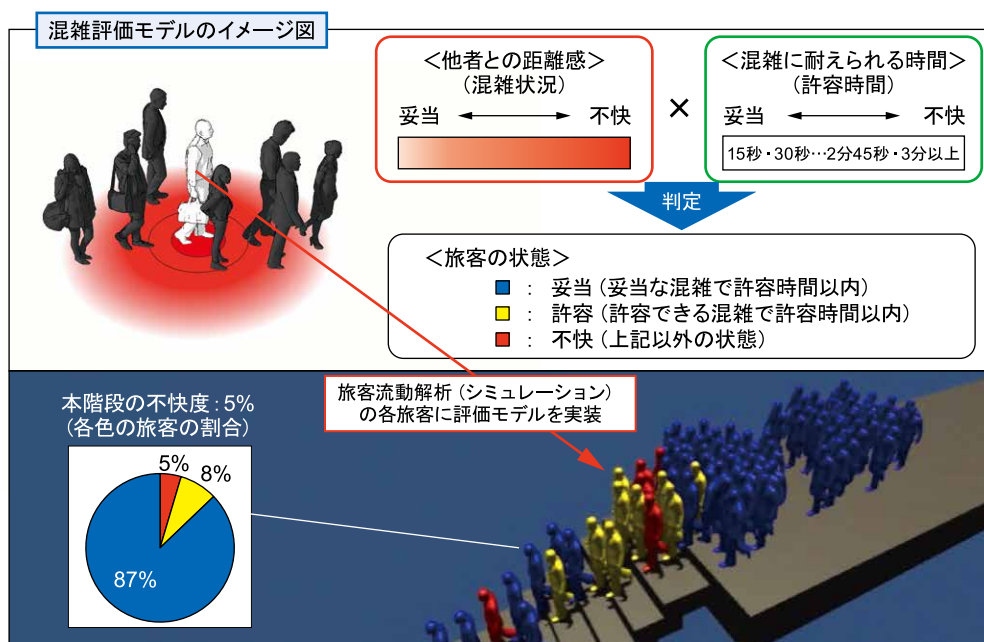 混雑評価モデルのイメージ図
<他者との距離感>
(混雑状況)
妥当 不快
×
<混雑に耐えられる時間>
(許容時間)
妥当 不快
15秒・30秒…2分45秒・3分以上
判定
<旅客の状態>
: 妥当(妥当な混雑で許容時間以内)
: 許容(許容できる混雑で許容時間以内)
: 不快(上記以外の状態)
旅客流動解析(シミュレーション)
の各旅客に評価モデルを実装
本階段の不快度:5%
(各色の旅客の割合)
5%
8%
87%